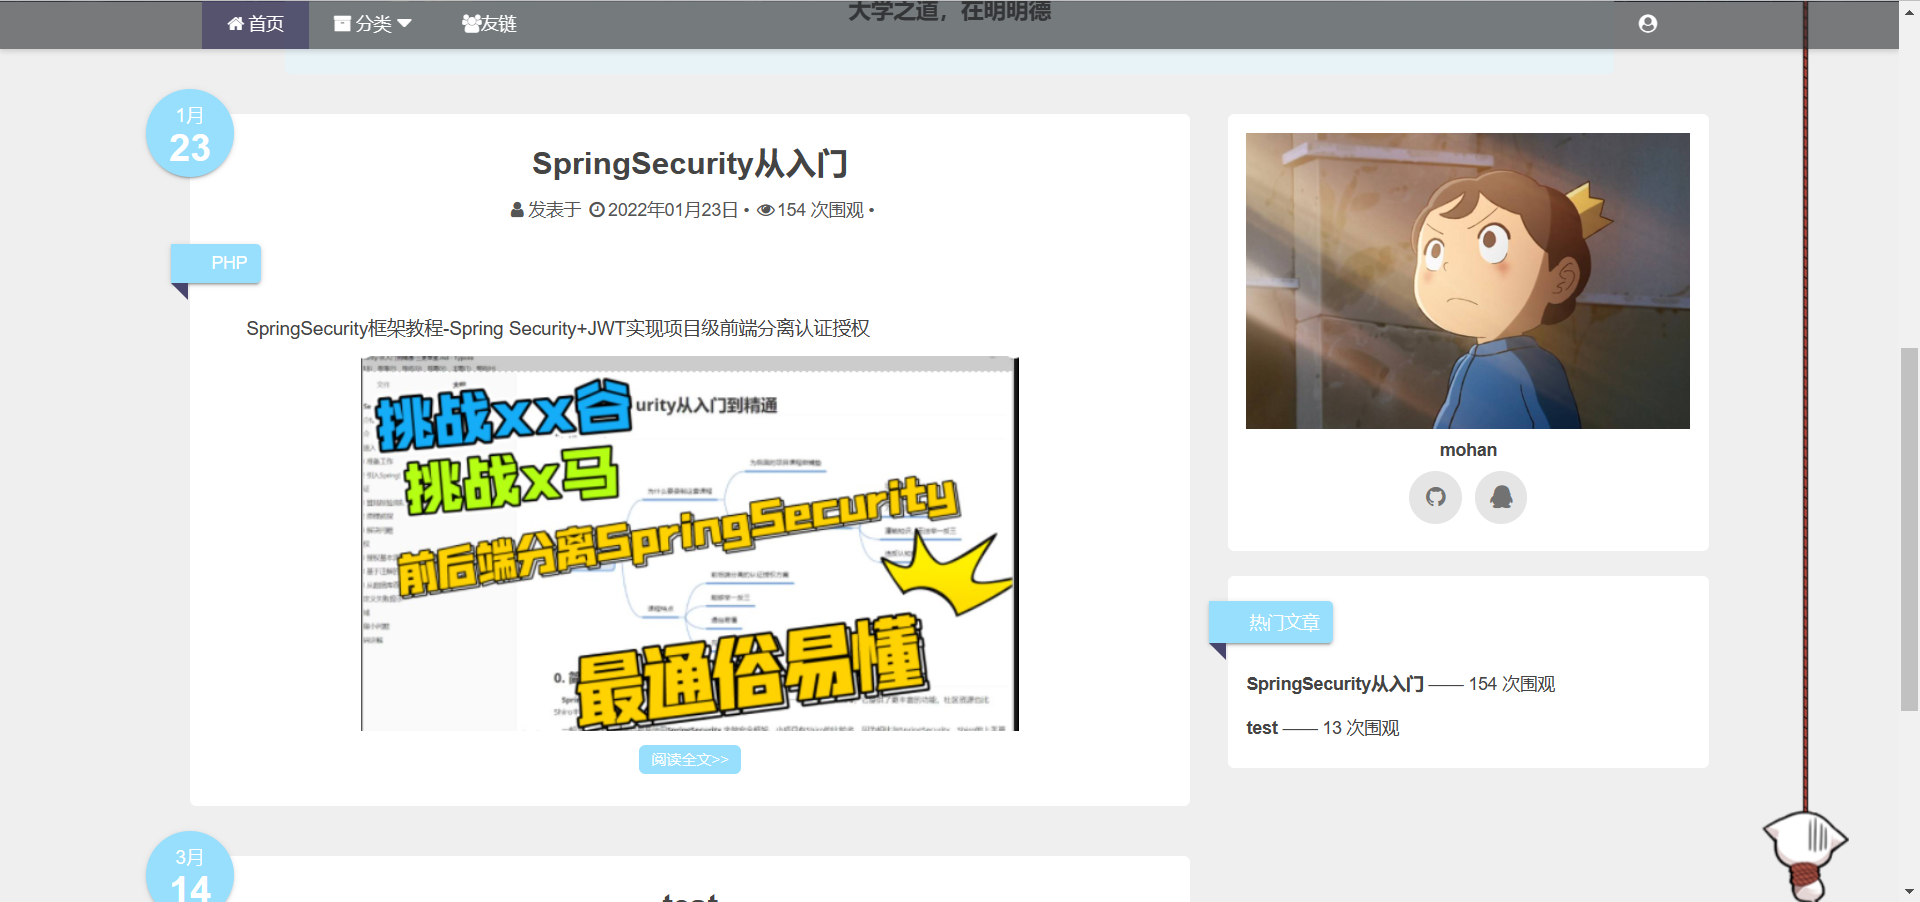 首页 分类 友链
大学之道，在明明德
1月
23
SpringSecurity从入门
发表于 2022年01月23日 • 154 次围观 •
PHP
SpringSecurity框架教程-Spring Security+JWT实现项目级前端分离认证授权
urity从入门到精通
挑战xx谷
挑战x马
前后端分离SpringSecurity
最通俗易懂
阅读全文>>
3月
14
test
mohan
热门文章
SpringSecurity从入门 —— 154 次围观
test —— 13 次围观